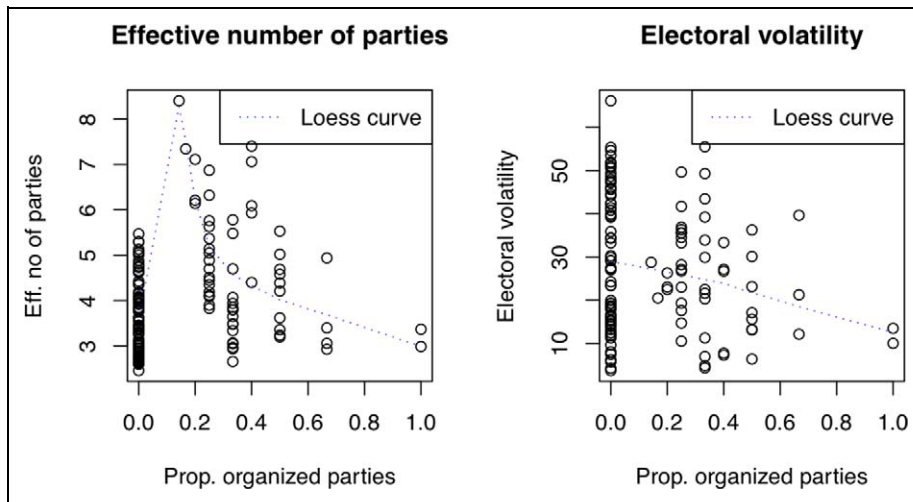 Effective number of parties
Loess curve
Eff. no of parties
8
7
6
5
4
3
0.0 0.2 0.4 0.6 0.8 1.0
Prop. organized parties
Electoral volatility
Loess curve
Electoral volatility
50
30
10
0.0 0.2 0.4 0.6 0.8 1.0
Prop. organized parties